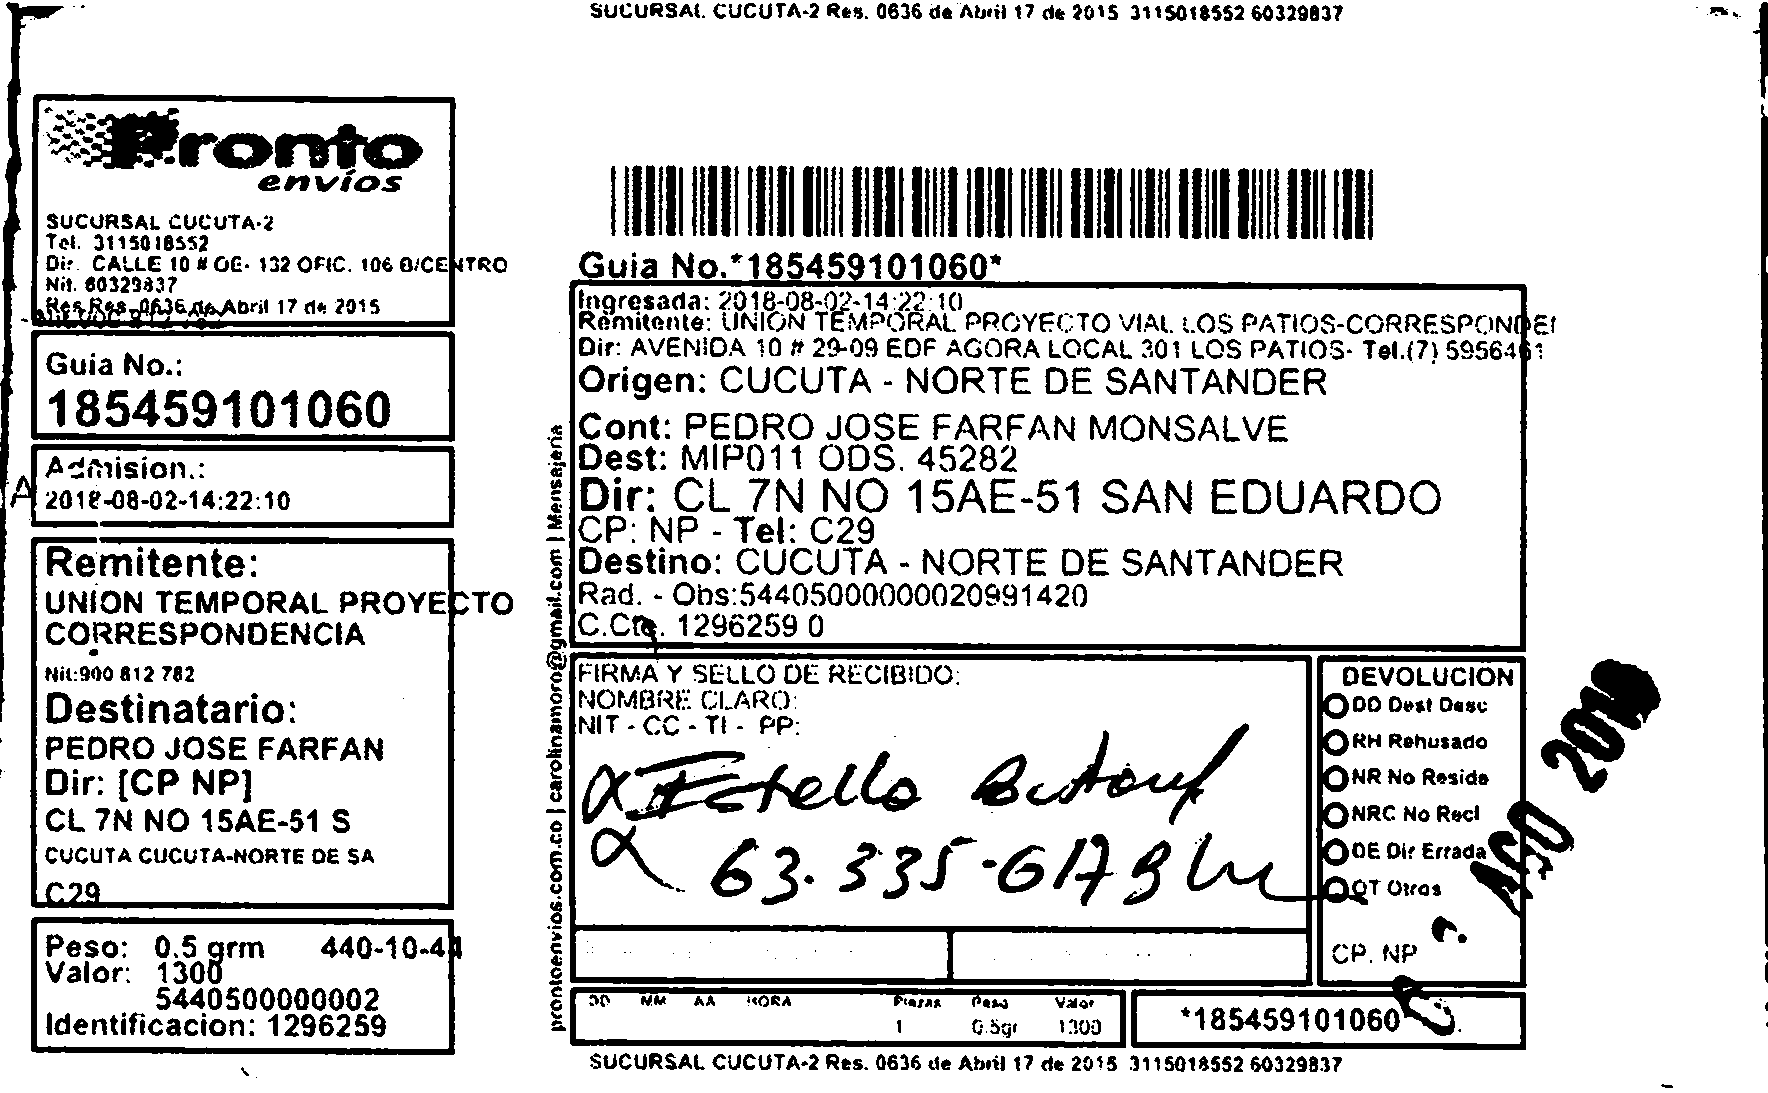 SUCURSAL CUCUTA-2 Res. 0636 de Abril 17 de 2015 3115018552 60329837
Pronto
envíos
SUCURSAL CUCUTA-2
Tel. 3115018552
Dir. CALLE 10 # OE- 132 OFIC. 106 B/CENTRO
Nit. 60329837
Res Res. 0636 de Abril 17 de 2015
Guia No.:
185459101060
Admision.:
2018-08-02-14:22:10
Remitente:
UNION TEMPORAL PROYECTO
CORRESPONDENCIA
Nit:900 812 782
Destinatario:
PEDRO JOSE FARFAN
Dir: [CP NP]
CL 7N NO 15AE-51 S
CUCUTA CUCUTA-NORTE DE SA
C29
Peso: 0.5 grm 440-10-44
Valor: 1300
5440500000002
Identificacion: 1296259
prontoenvios.com.co | carolinamoro@gmail.com | Mensajeria
Guia No.*185459101060*
Ingresada: 2018-08-02-14:22:10
Remitente: UNION TEMPORAL PROYECTO VIAL LOS PATIOS-CORRESPONDEN
Dir: AVENIDA 10 # 29-09 EDF AGORA LOCAL 301 LOS PATIOS- Tel.(7) 5956461
Origen: CUCUTA - NORTE DE SANTANDER
Cont: PEDRO JOSE FARFAN MONSALVE
Dest: MIP011 ODS. 45282
Dir: CL 7N NO 15AE-51 SAN EDUARDO
CP: NP - Tel: C29
Destino: CUCUTA - NORTE DE SANTANDER
Rad. - Obs:544050000000020991420
C.Cto. 1296259 0
FIRMA Y SELLO DE RECIBIDO:
NOMBRE CLARO:
NIT - CC - TI - PP:
63.335-617
DEVOLUCION
DD Dest Desc
RH Rehusado
NR No Reside
NRC No Recl
DE Dir Errada
OT Otros
CP. NP
AGO
DD MM AA HORA Piezas Peso Valor
1 0.5gr 1300
*185459101060*
SUCURSAL CUCUTA-2 Res. 0636 de Abril 17 de 2015 3115018552 60329837